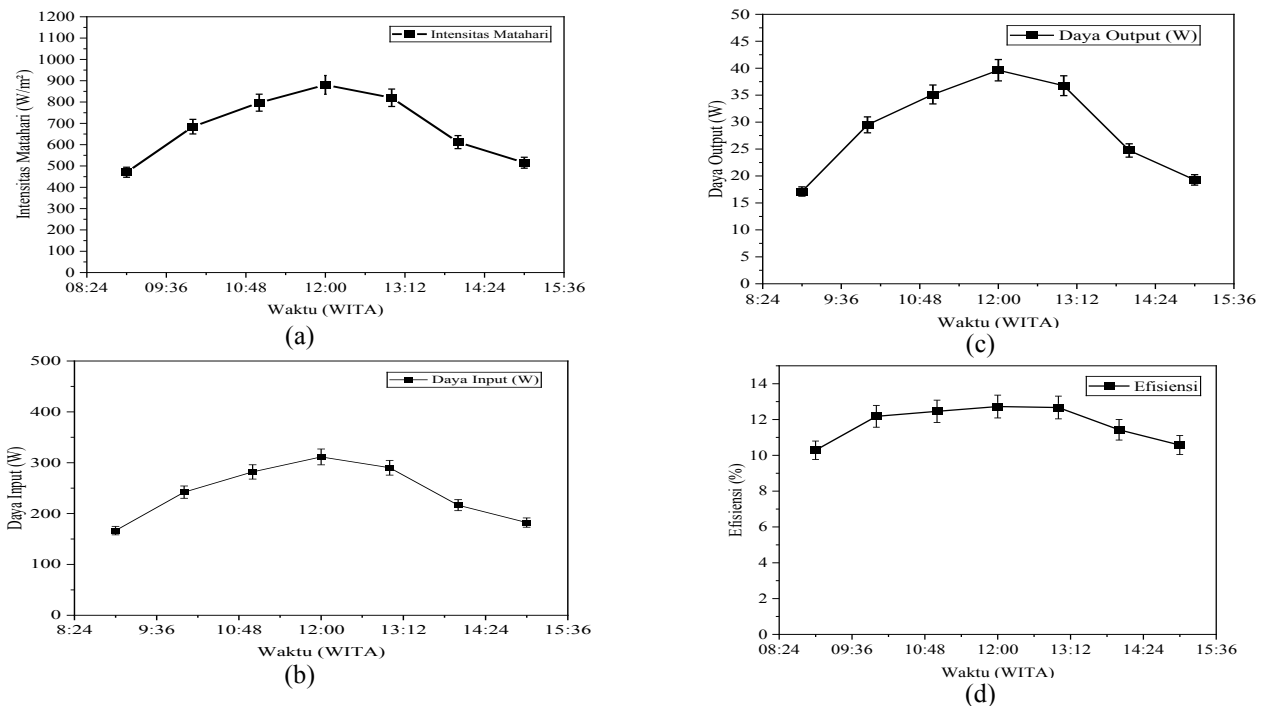 1200
1100
1000
900
800
700
600
500
400
300
200
100
0
Intensitas Matahari (W/m²)
Intensitas Matahari
08:24 09:36 10:48 12:00 13:12 14:24 15:36
Waktu (WITA)
(a)
500
400
300
200
100
0
Daya Input (W)
Daya Input (W)
8:24 9:36 10:48 12:00 13:12 14:24 15:36
Waktu (WITA)
(b)
50
45
40
35
30
25
20
15
10
5
0
Daya Output (W)
Daya Output (W)
8:24 9:36 10:48 12:00 13:12 14:24 15:36
Waktu (WITA)
(c)
14
12
10
8
6
4
2
0
Efisiensi (%)
Efisiensi
08:24 09:36 10:48 12:00 13:12 14:24 15:36
Waktu (WITA)
(d)